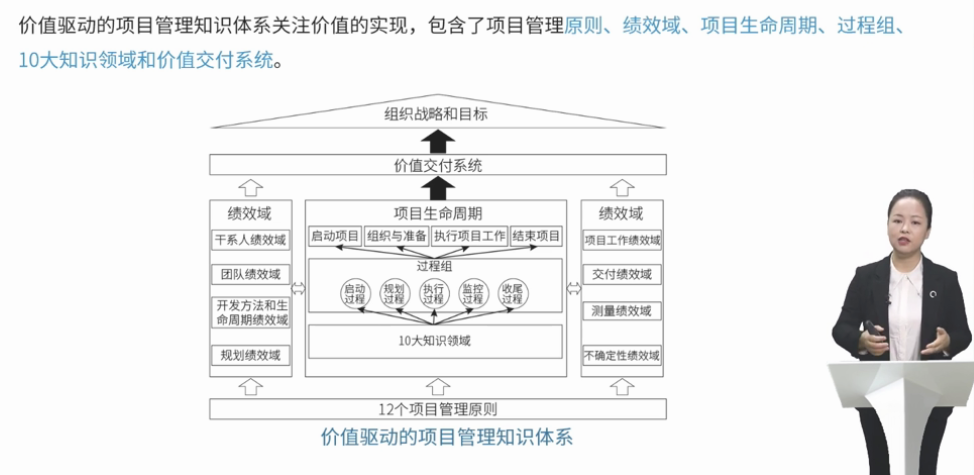 价值驱动的项目管理知识体系关注价值的实现，包含了项目管理原则、绩效域、项目生命周期、过程组、
10大知识领域和价值交付系统。
组织战略和目标
价值交付系统
绩效域
干系人绩效域
团队绩效域
开发方法和生
命周期绩效域
规划绩效域
项目生命周期
启动项目 组织与准备 执行项目工作 结束项目
过程组
启动
过程
规划
过程
执行
过程
监控
过程
收尾
过程
10大知识领域
绩效域
项目工作绩效域
交付绩效域
测量绩效域
不确定性绩效域
12个项目管理原则
价值驱动的项目管理知识体系